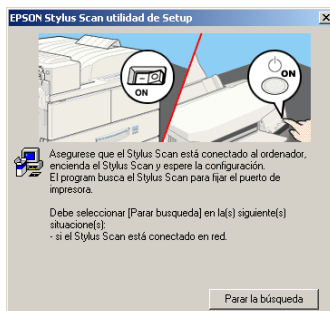 EPSON Stylus Scan utilidad de Setup
ON
ON
Asegurese que el Stylus Scan está conectado al ordenador,
encienda el Stylus Scan y espere la configuración.
El program busca el Stylus Scan para fijar el puerto de
impresora.
Debe seleccionar [Parar busqueda] en la(s) siguiente(s)
situacione(s):
- si el Stylus Scan está conectado en red.
Parar la búsqueda